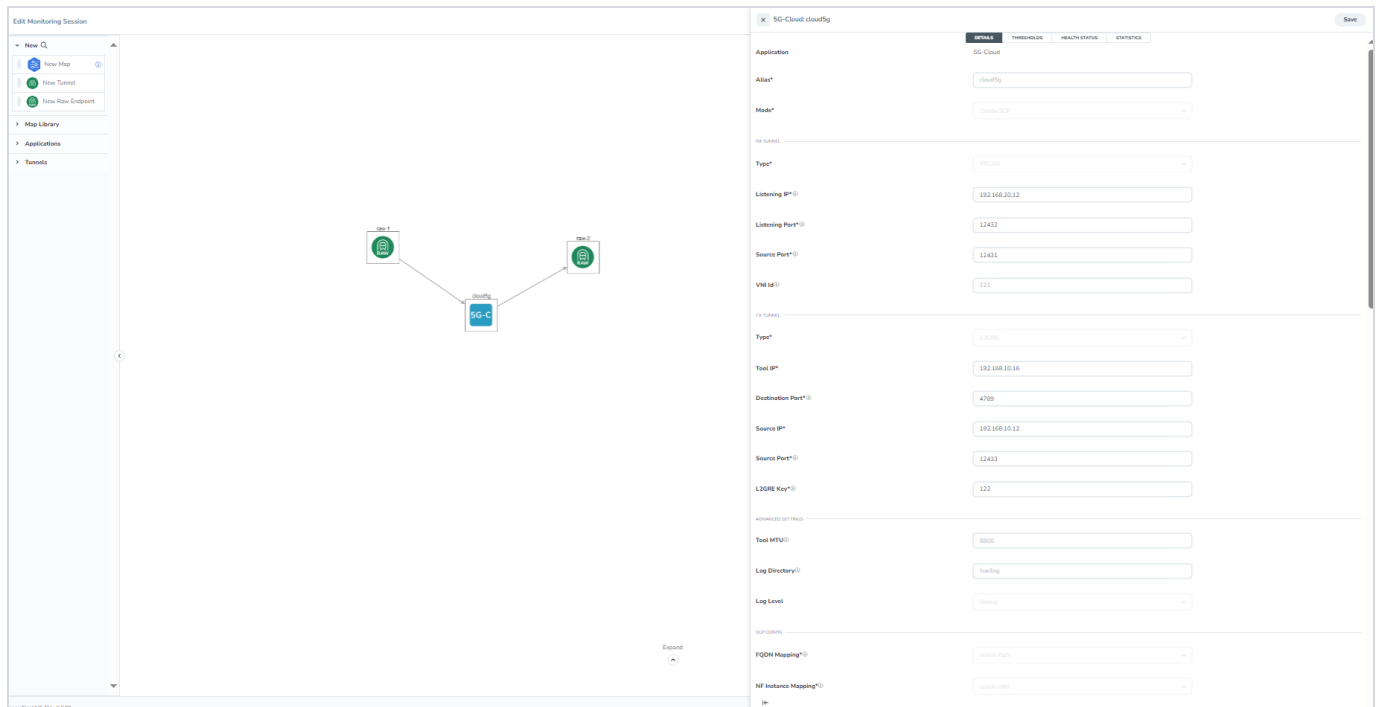 Edit Monitoring Session
5G-Cloud: cloud5g
Save
New
New Map
New Tunnel
New Raw Endpoint
Map Library
Applications
Tunnels
raw-1
RAW
raw-2
RAW
cloud5g
5G-C
Expand
DETAILS THRESHOLDS HEALTH STATUS STATISTICS
Application 5G-Cloud
Alias* cloud5g
Mode*
RX TUNNEL
Type*
Listening IP* 192.168.20.12
Listening Port* 12432
Source Port* 12431
VNI Id 121
TX TUNNEL
Type* L2GRE
Tool IP* 192.168.10.16
Destination Port* 4789
Source IP* 192.168.10.12
Source Port* 12433
L2GRE Key* 122
ADVANCED SETTINGS
Tool MTU
Log Directory
Log Level Debug
SCP CONFIG
FQDN Mapping*
NF Instance Mapping*